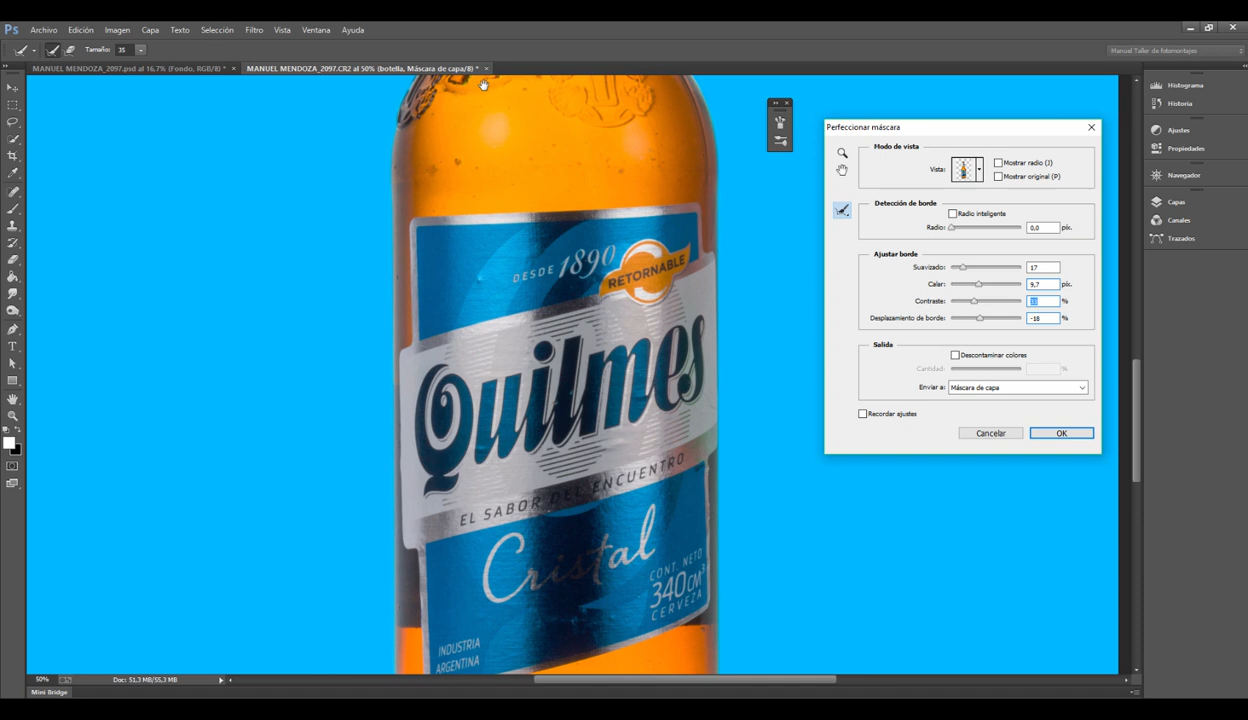 Ps Archivo Edición Imagen Capa Texto Selección Filtro Vista Ventana Ayuda
Tamaño: 35
Manuel Taller de fotomontajes
MANUEL MENDOZA_2097.psd al 16,7% (Fondo, RGB/8) * ×
MANUEL MENDOZA_2097.CR2 al 50% (botella, Máscara de capa/8) * ×
DESDE 1890
RETORNABLE
Quilmes
EL SABOR DEL ENCUENTRO
Cristal
CONT. NETO
340CM³
CERVEZA
INDUSTRIA
ARGENTINA
Perfeccionar máscara
Modo de vista
Vista:
Mostrar radio (J)
Mostrar original (P)
Detección de borde
Radio inteligente
Radio: 0,0 píx.
Ajustar borde
Suavizado: 17
Calar: 9,7 píx.
Contraste: 33 %
Desplazamiento de borde: -18 %
Salida
Descontaminar colores
Cantidad: %
Enviar a: Máscara de capa
Recordar ajustes
Cancelar OK
Histograma
Historia
Ajustes
Propiedades
Navegador
Capas
Canales
Trazados
50% Doc: 51,3 MB/55,3 MB
Mini Bridge